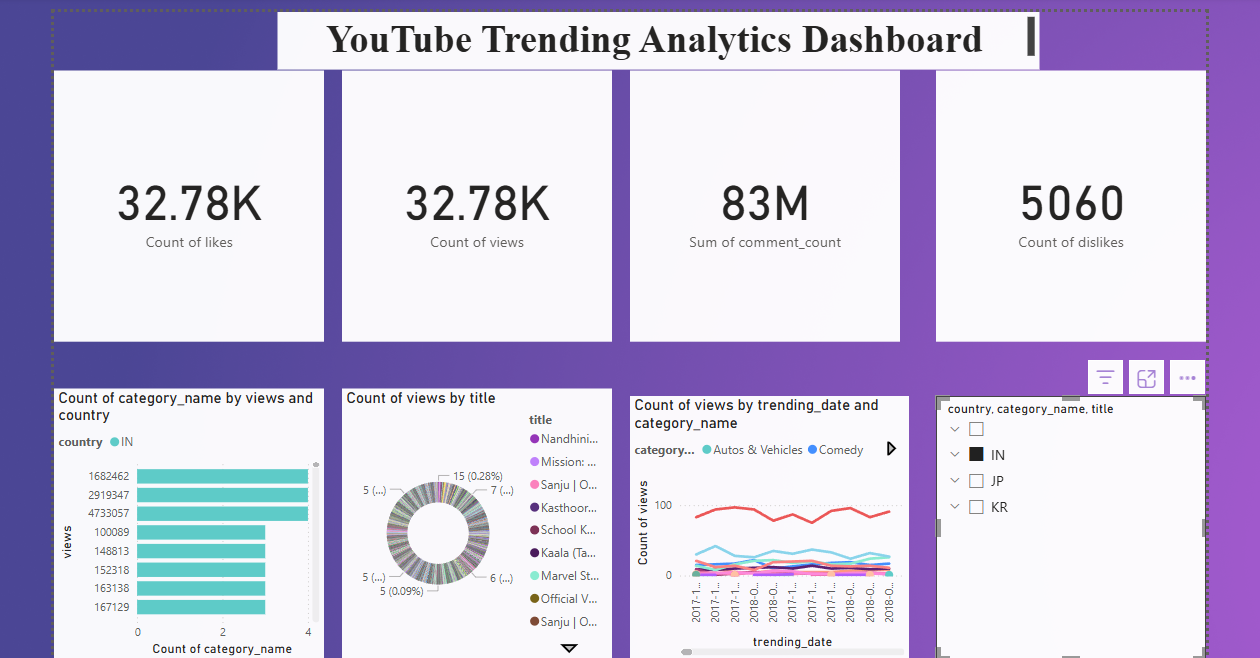 YouTube Trending Analytics Dashboard
32.78K
Count of likes
32.78K
Count of views
83M
Sum of comment_count
5060
Count of dislikes
Count of category_name by views and
country
country IN
views
1682462
2919347
4733057
100089
148813
152318
163138
167129
0 2 4
Count of category_name
Count of views by title
15 (0.28%)
7 (...)
6 (...)
5 (0.09%)
5 (...)
5 (...)
title
Nandhini...
Mission: ...
Sanju | O...
Kasthoor...
School K...
Kaala (Ta...
Marvel St...
Official V...
Sanju | O...
Count of views by trending_date and
category_name
category... Autos & Vehicles Comedy
Count of views
100
0
2017-1...
2017-1...
2017-1...
2018-0...
2018-0...
2017-1...
2017-1...
2017-1...
2018-0...
2018-0...
2018-0...
trending_date
country, category_name, title
IN
JP
KR